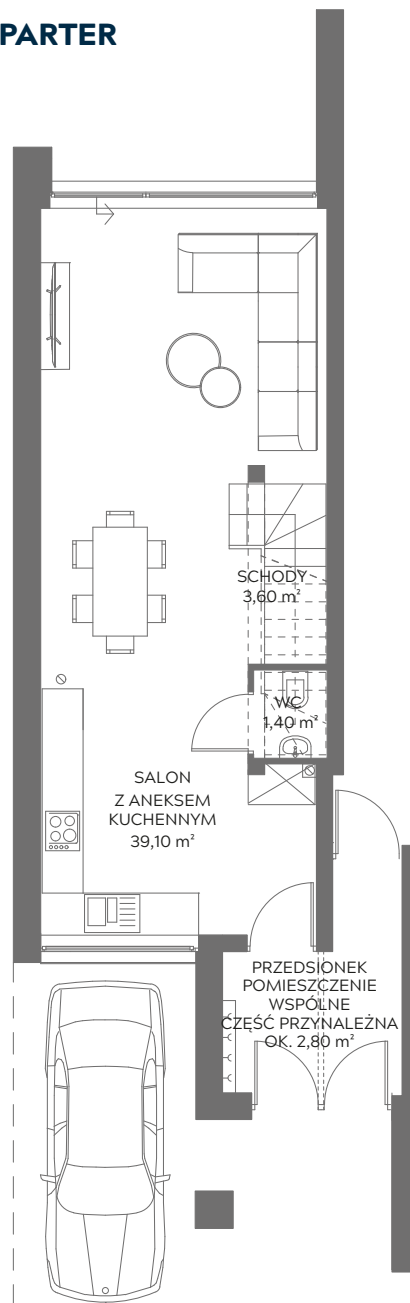 PARTER
SCHODY
3,60 m²
WC
1,40 m²
SALON
Z ANEKSEM
KUCHENNYM
39,10 m²
PRZEDSIONEK
POMIESZCZENIE
WSPÓLNE
CZĘŚĆ PRZYNALEŻNA
OK. 2,80 m²